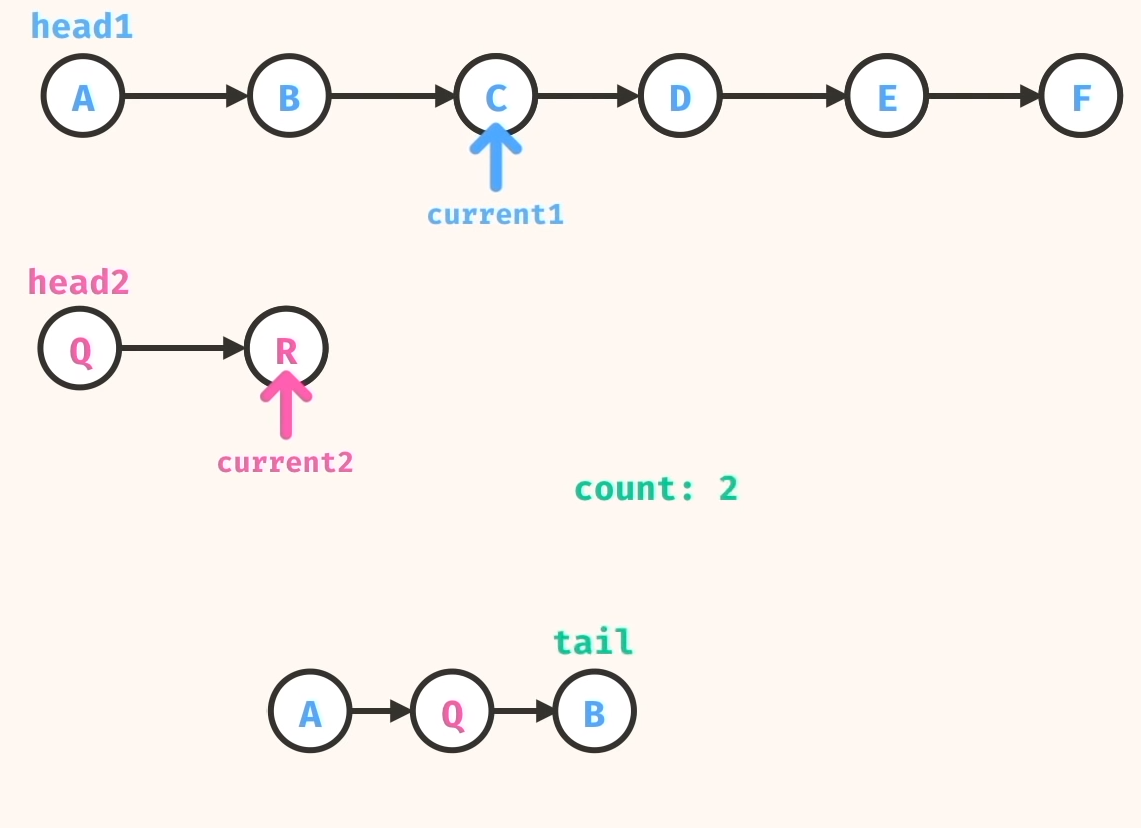 head1
A B C D E F
current1
head2
Q R
current2
count: 2
tail
A Q B